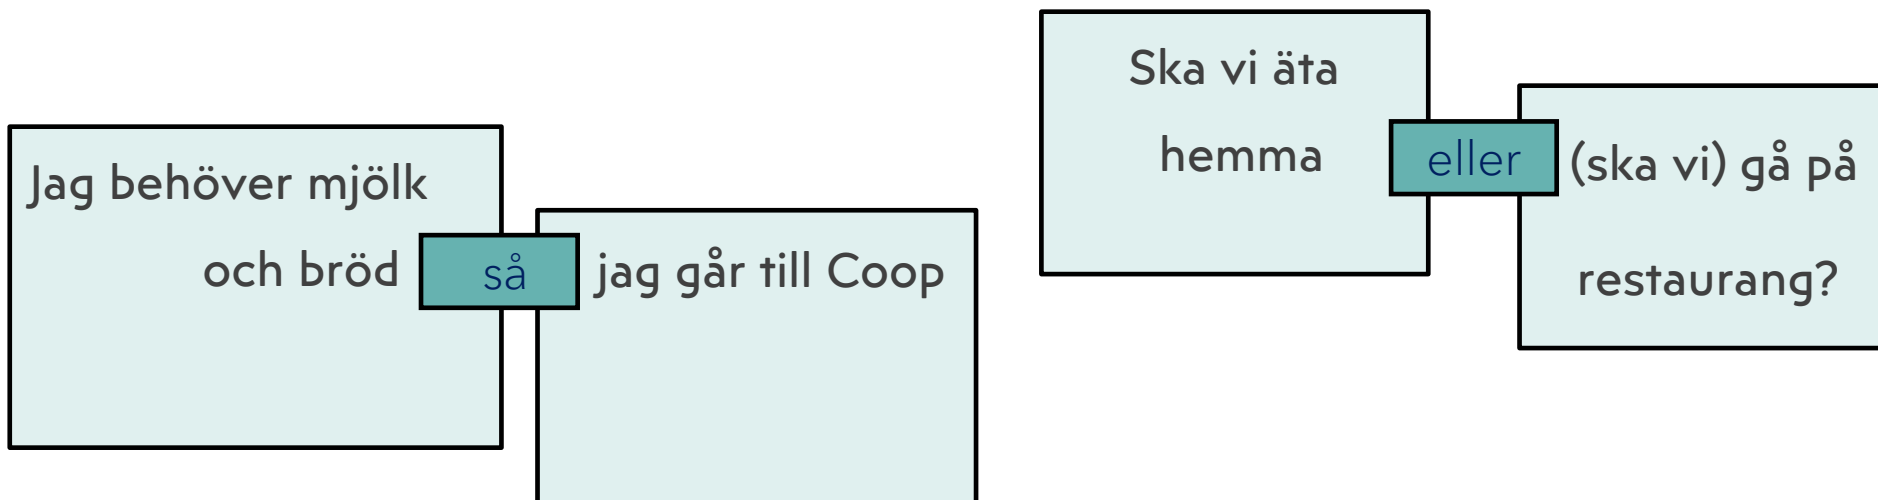 Jag behöver mjölk
och bröd så jag går till Coop
Ska vi äta
hemma eller (ska vi) gå på
restaurang?